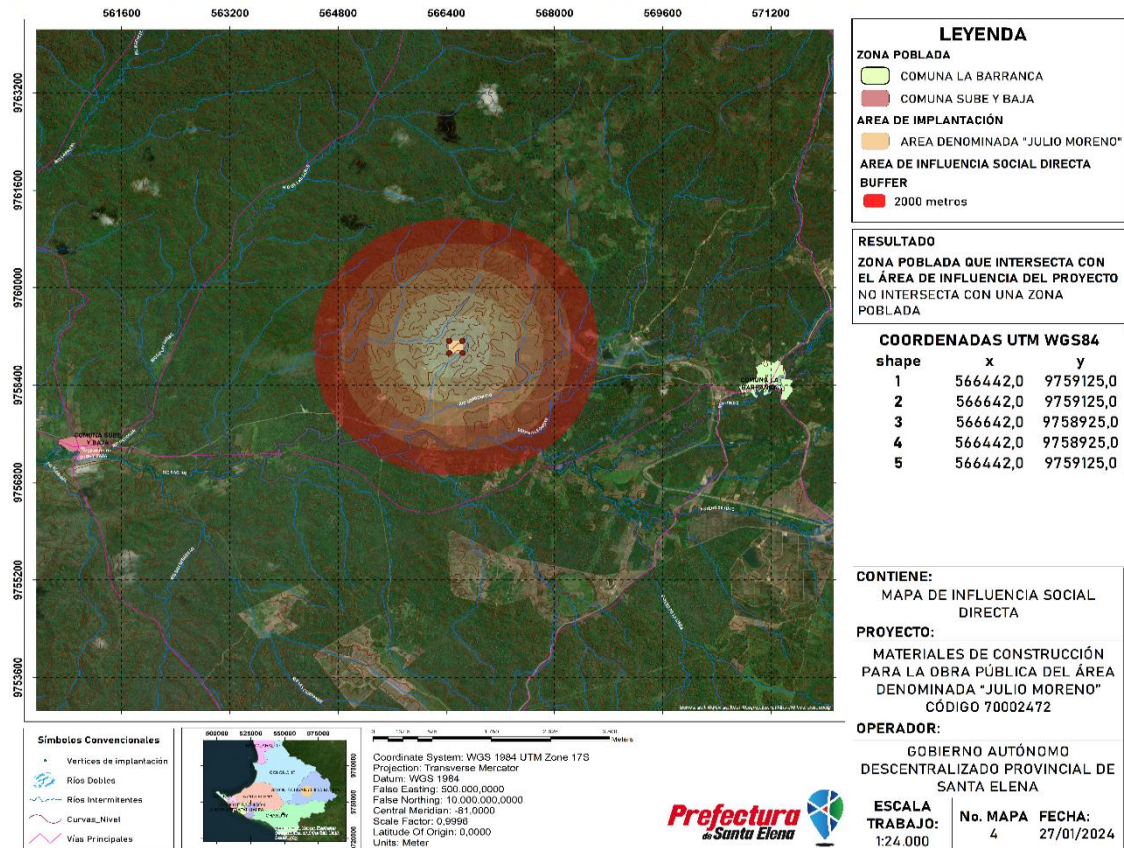 561600 563200 564800 566400 568000 569600 571200
9763200
9761600
9760000
9758400
9756800
9755200
9753600
COMUNA LA
BARRANCA
COMUNA SUBE
Y BAJA
LEYENDA
ZONA POBLADA
COMUNA LA BARRANCA
COMUNA SUBE Y BAJA
AREA DE IMPLANTACIÓN
AREA DENOMINADA "JULIO MORENO"
AREA DE INFLUENCIA SOCIAL DIRECTA
BUFFER
2000 metros
RESULTADO
ZONA POBLADA QUE INTERSECTA CON
EL ÁREA DE INFLUENCIA DEL PROYECTO
NO INTERSECTA CON UNA ZONA
POBLADA
COORDENADAS UTM WGS84
shape x y
1 566442,0 9759125,0
2 566642,0 9759125,0
3 566642,0 9758925,0
4 566442,0 9758925,0
5 566442,0 9759125,0
CONTIENE:
MAPA DE INFLUENCIA SOCIAL
DIRECTA
PROYECTO:
MATERIALES DE CONSTRUCCIÓN
PARA LA OBRA PÚBLICA DEL ÁREA
DENOMINADA "JULIO MORENO"
CÓDIGO 70002472
OPERADOR:
GOBIERNO AUTÓNOMO
DESCENTRALIZADO PROVINCIAL DE
SANTA ELENA
ESCALA
TRABAJO:
1:24.000
No. MAPA
4
FECHA:
27/01/2024
Símbolos Convencionales
Vertices de implantación
Ríos Dobles
Ríos Intermitentes
Curvas_Nivel
Vías Principales
Meters
Coordinate System: WGS 1984 UTM Zone 17S
Projection: Transverse Mercator
Datum: WGS 1984
False Easting: 500.000,0000
False Northing: 10.000.000,0000
Central Meridian: -81,0000
Scale Factor: 0,9996
Latitude Of Origin: 0,0000
Units: Meter
Prefectura
de Santa Elena